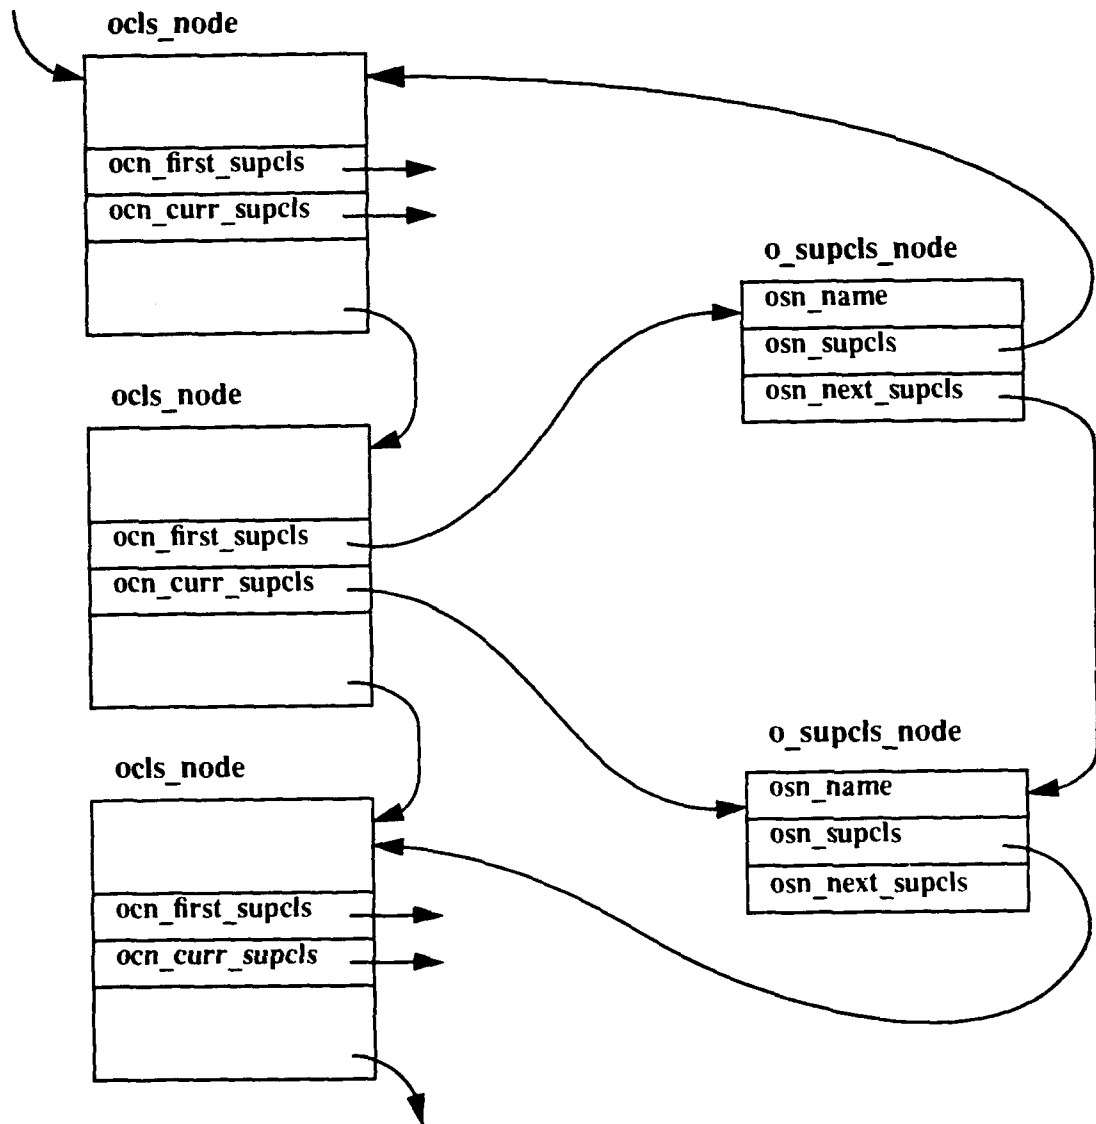 ocls_node
ocn_first_supcls
ocn_curr_supcls
o_supcls_node
osn_name
osn_supcls
osn_next_supcls
ocls_node
ocn_first_supcls
ocn_curr_supcls
o_supcls_node
osn_name
osn_supcls
osn_next_supcls
ocls_node
ocn_first_supcls
ocn_curr_supcls